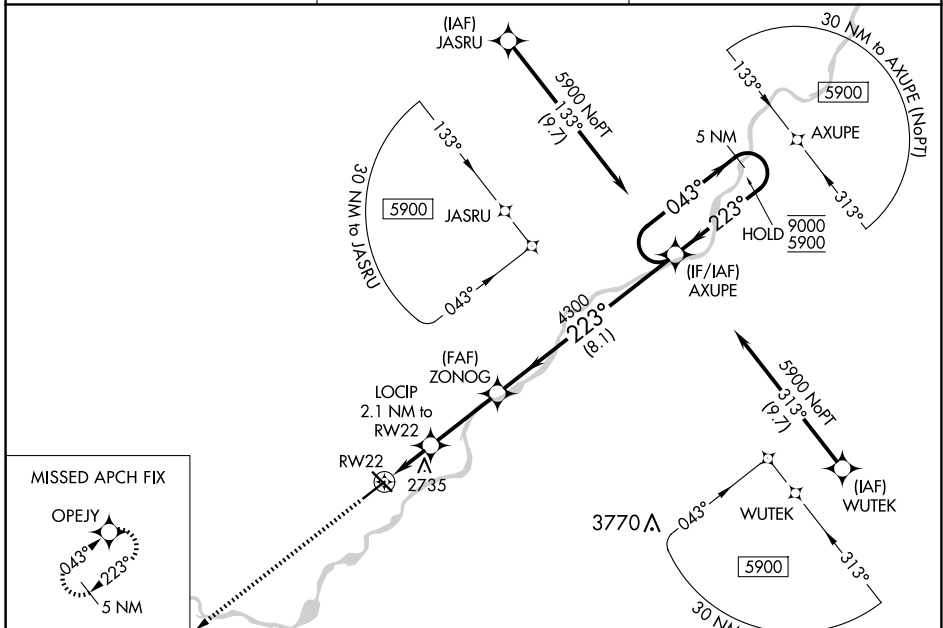 (IAF)
JASRU
5900 NoPT
133°
(9.7)
30 NM to AXUPE (NoPT)
133°
5900
AXUPE
313°
133°
30 NM to JASRU
5900
JASRU
043°
5 NM
043°
223°
HOLD
9000
5900
(IF/IAF)
AXUPE
4300
223°
(8.1)
(FAF)
ZONOG
LOCIP
2.1 NM to
RW22
RW22
2735
5900 NoPT
313°
(9.7)
(IAF)
WUTEK
3770
043°
WUTEK
313°
5900
30 NM
MISSED APCH FIX
OPEJY
043°
223°
5 NM